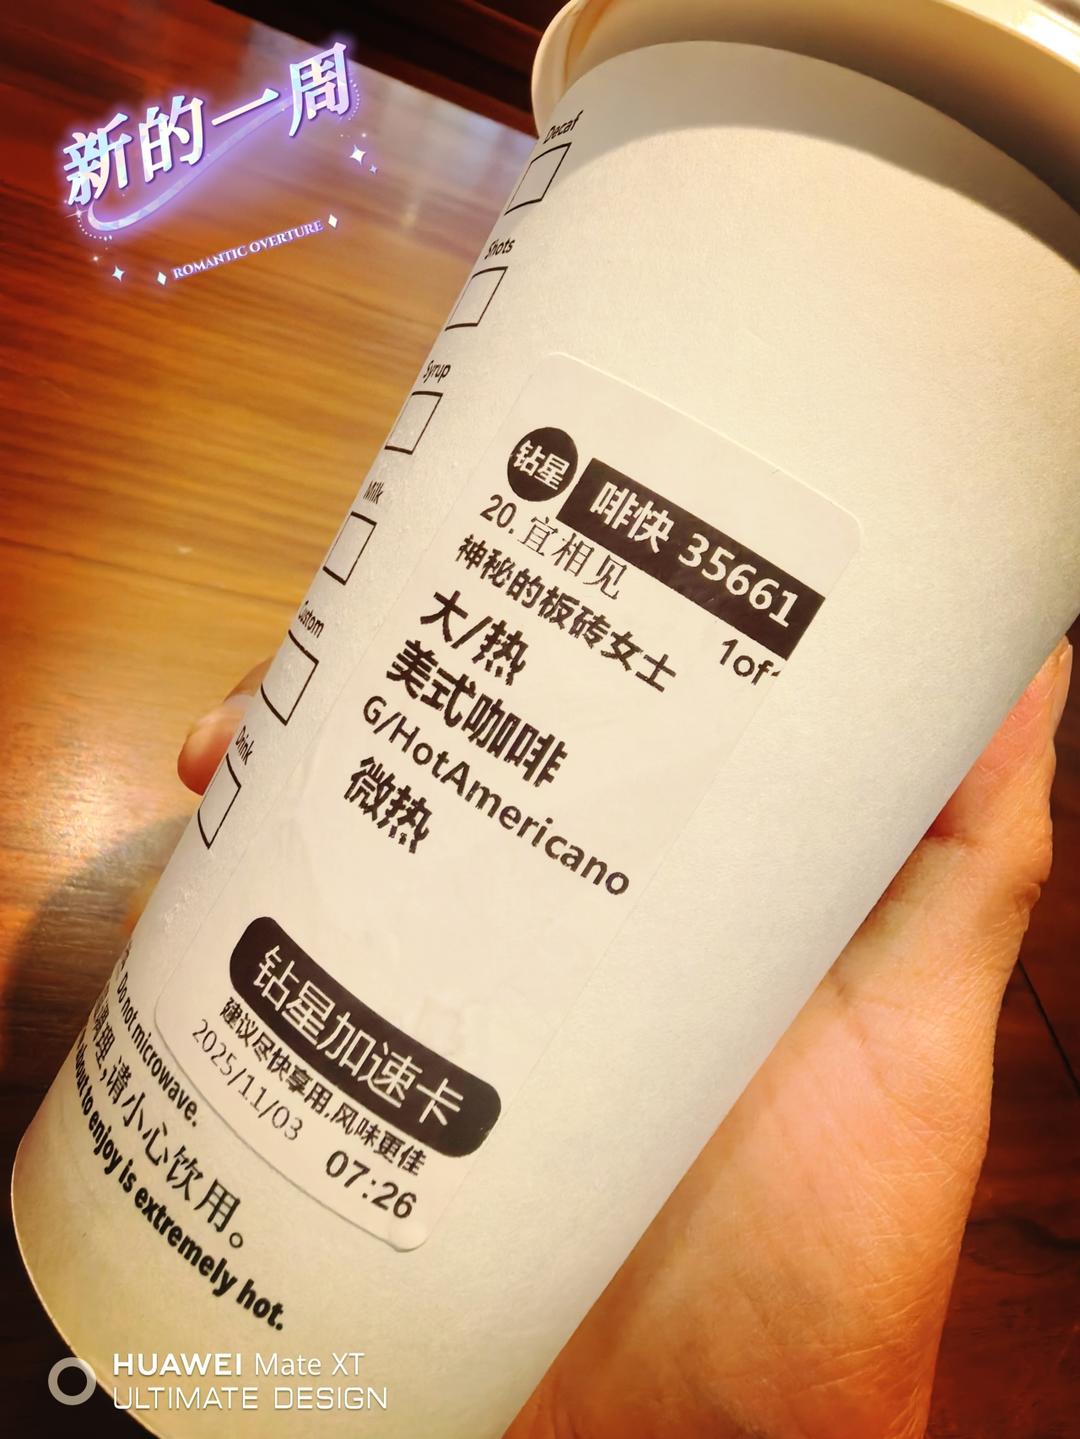 新的一周
ROMANTIC OVERTURE
Decaf
Shots
Syrup
Milk
Custom
Drink
钻星
啡快 35661
20.宜相见
1of
神秘的板砖女士
大/热
美式咖啡
G/HotAmericano
微热
钻星加速卡
建议尽快享用,风味更佳
2025/11/03 07:26
Do not microwave.
请小心饮用。
about to enjoy is extremely hot.
HUAWEI Mate XT
ULTIMATE DESIGN